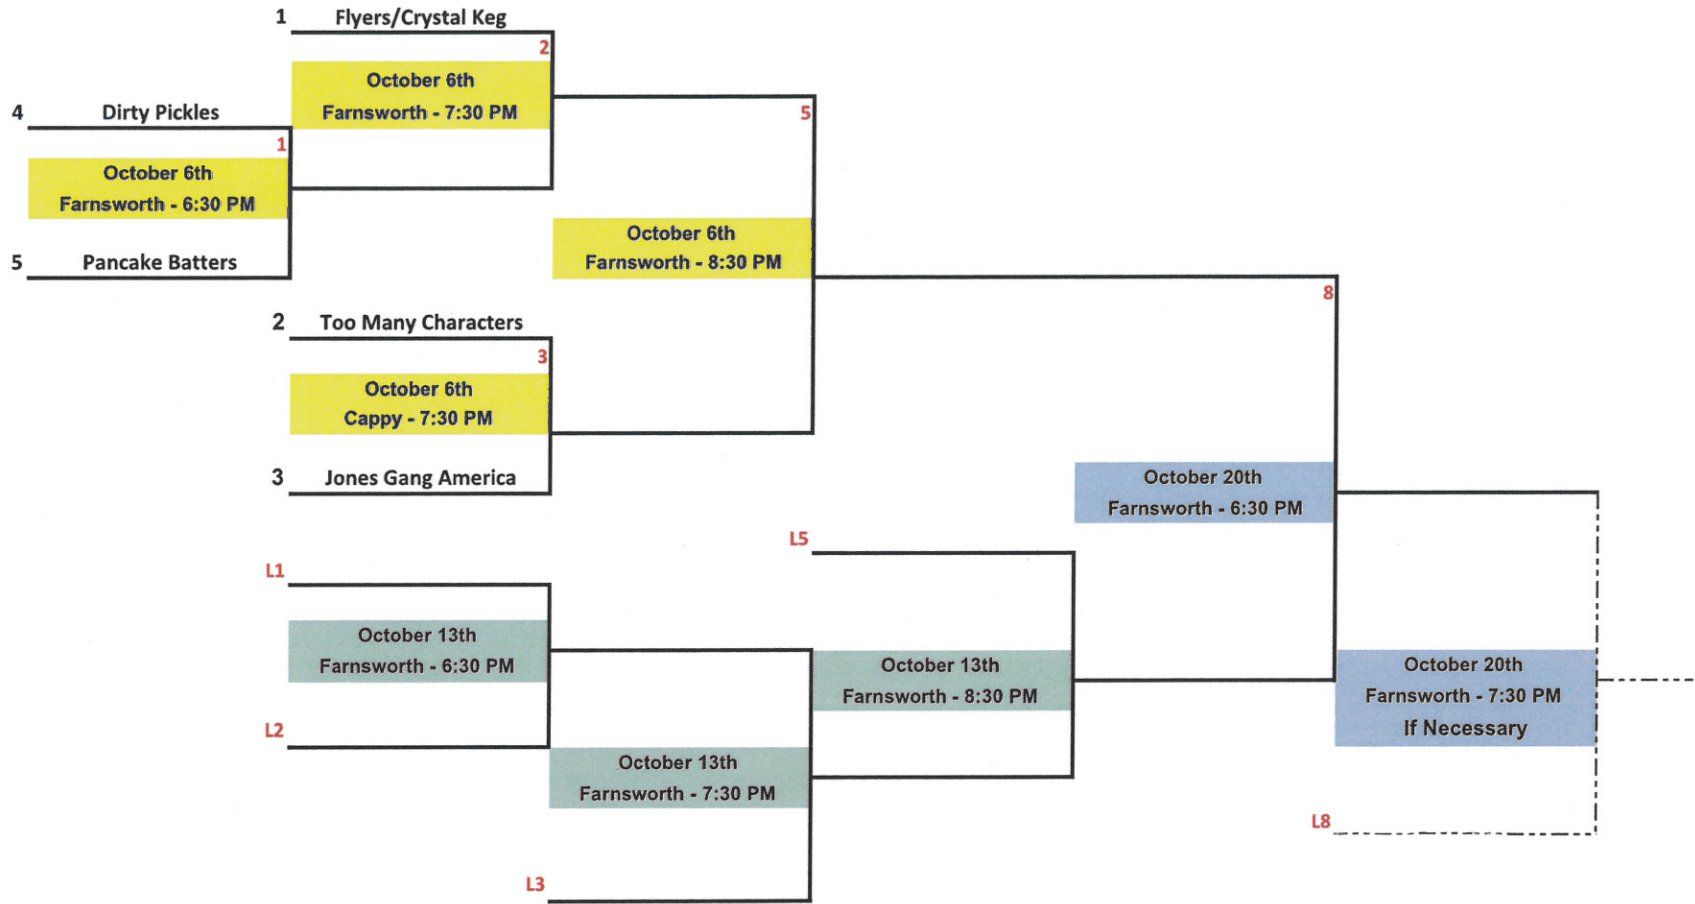 1 Flyers/Crystal Keg
2
October 6th
Farnsworth - 7:30 PM
4 Dirty Pickles
1
October 6th
Farnsworth - 6:30 PM
5 Pancake Batters
5
October 6th
Farnsworth - 8:30 PM
2 Too Many Characters
3
October 6th
Cappy - 7:30 PM
3 Jones Gang America
8
October 20th
Farnsworth - 6:30 PM
L5
L1
October 13th
Farnsworth - 6:30 PM
L2
October 13th
Farnsworth - 8:30 PM
October 20th
Farnsworth - 7:30 PM
If Necessary
October 13th
Farnsworth - 7:30 PM
L8
L3